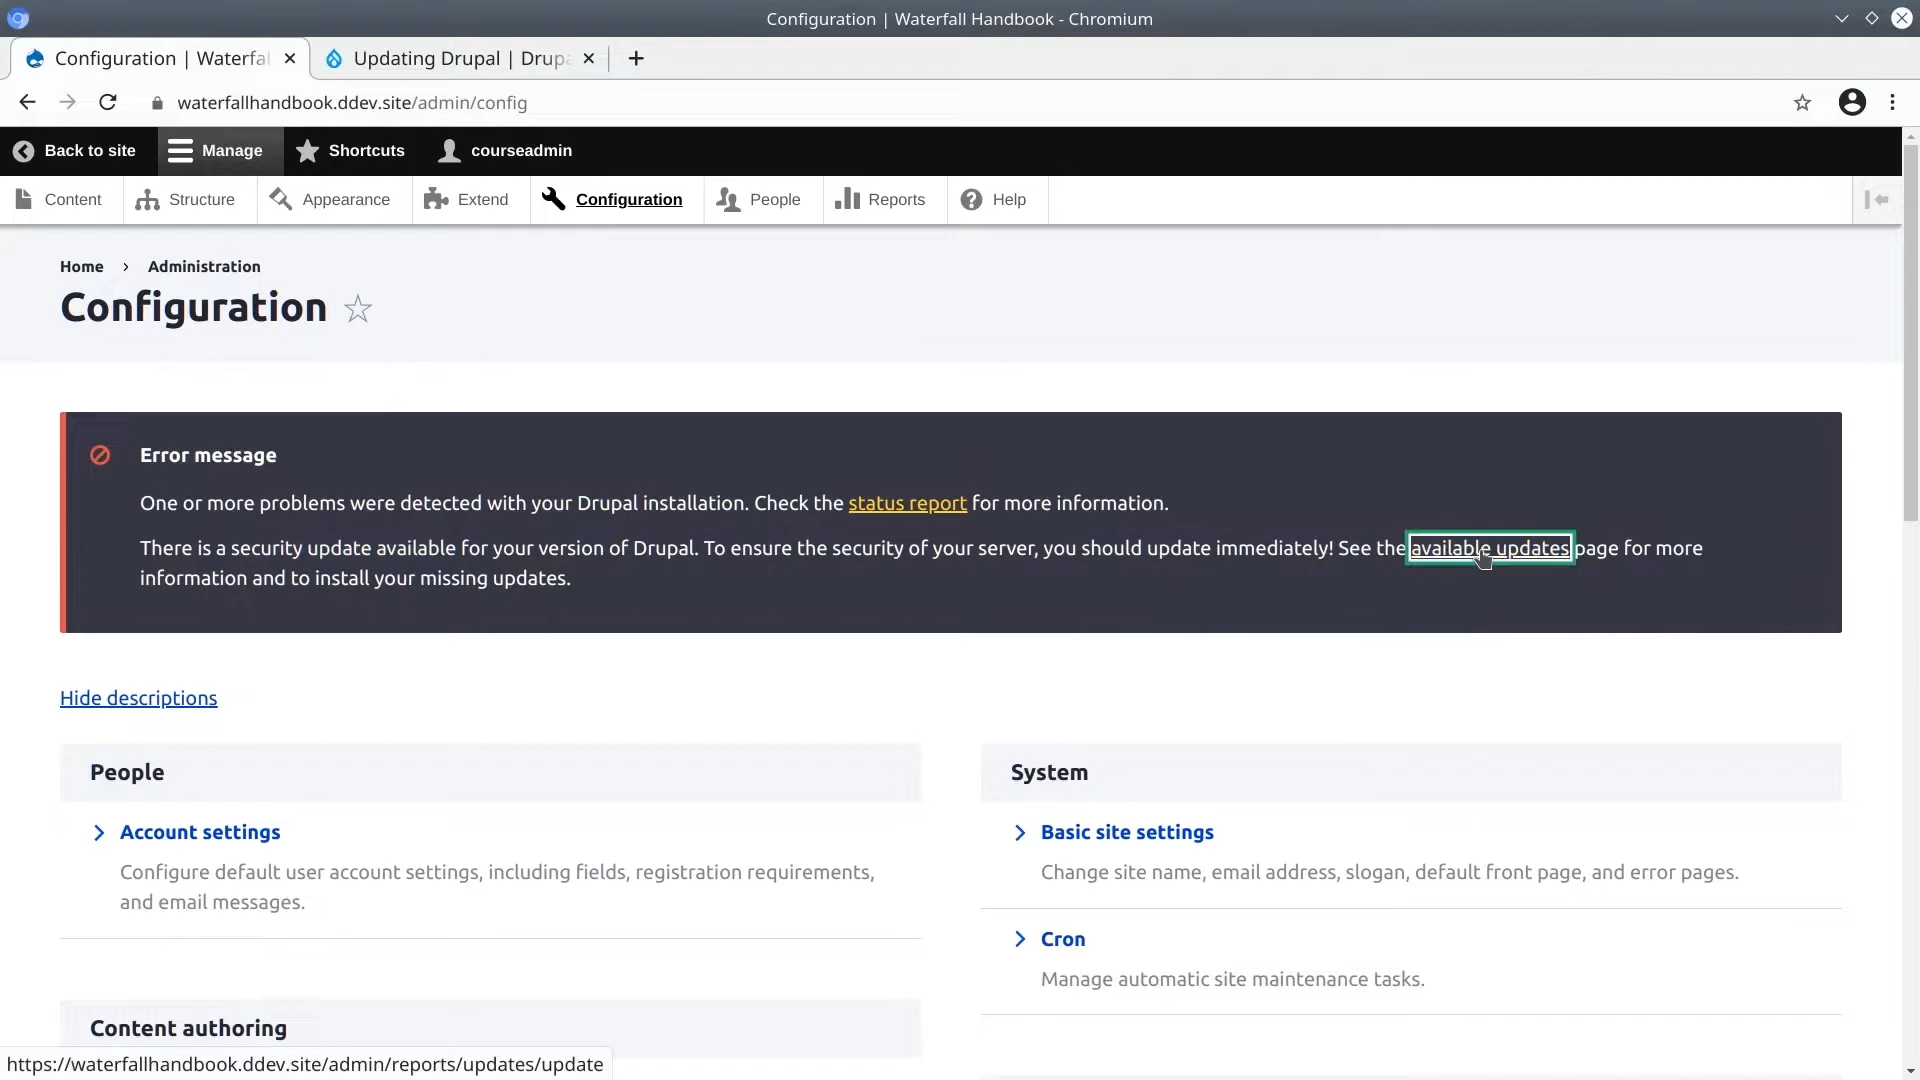 Configuration | Waterfall Handbook - Chromium
Configuration | Waterfal
Updating Drupal | Drupa
waterfallhandbook.ddev.site/admin/config
Back to site
Manage
Shortcuts
courseadmin
Content
Structure
Appearance
Extend
Configuration
People
Reports
Help
Home › Administration
Configuration
Error message
One or more problems were detected with your Drupal installation. Check the status report for more information.
There is a security update available for your version of Drupal. To ensure the security of your server, you should update immediately! See the available updates page for more
information and to install your missing updates.
Hide descriptions
People
Account settings
Configure default user account settings, including fields, registration requirements,
and email messages.
Content authoring
System
Basic site settings
Change site name, email address, slogan, default front page, and error pages.
Cron
Manage automatic site maintenance tasks.
https://waterfallhandbook.ddev.site/admin/reports/updates/update